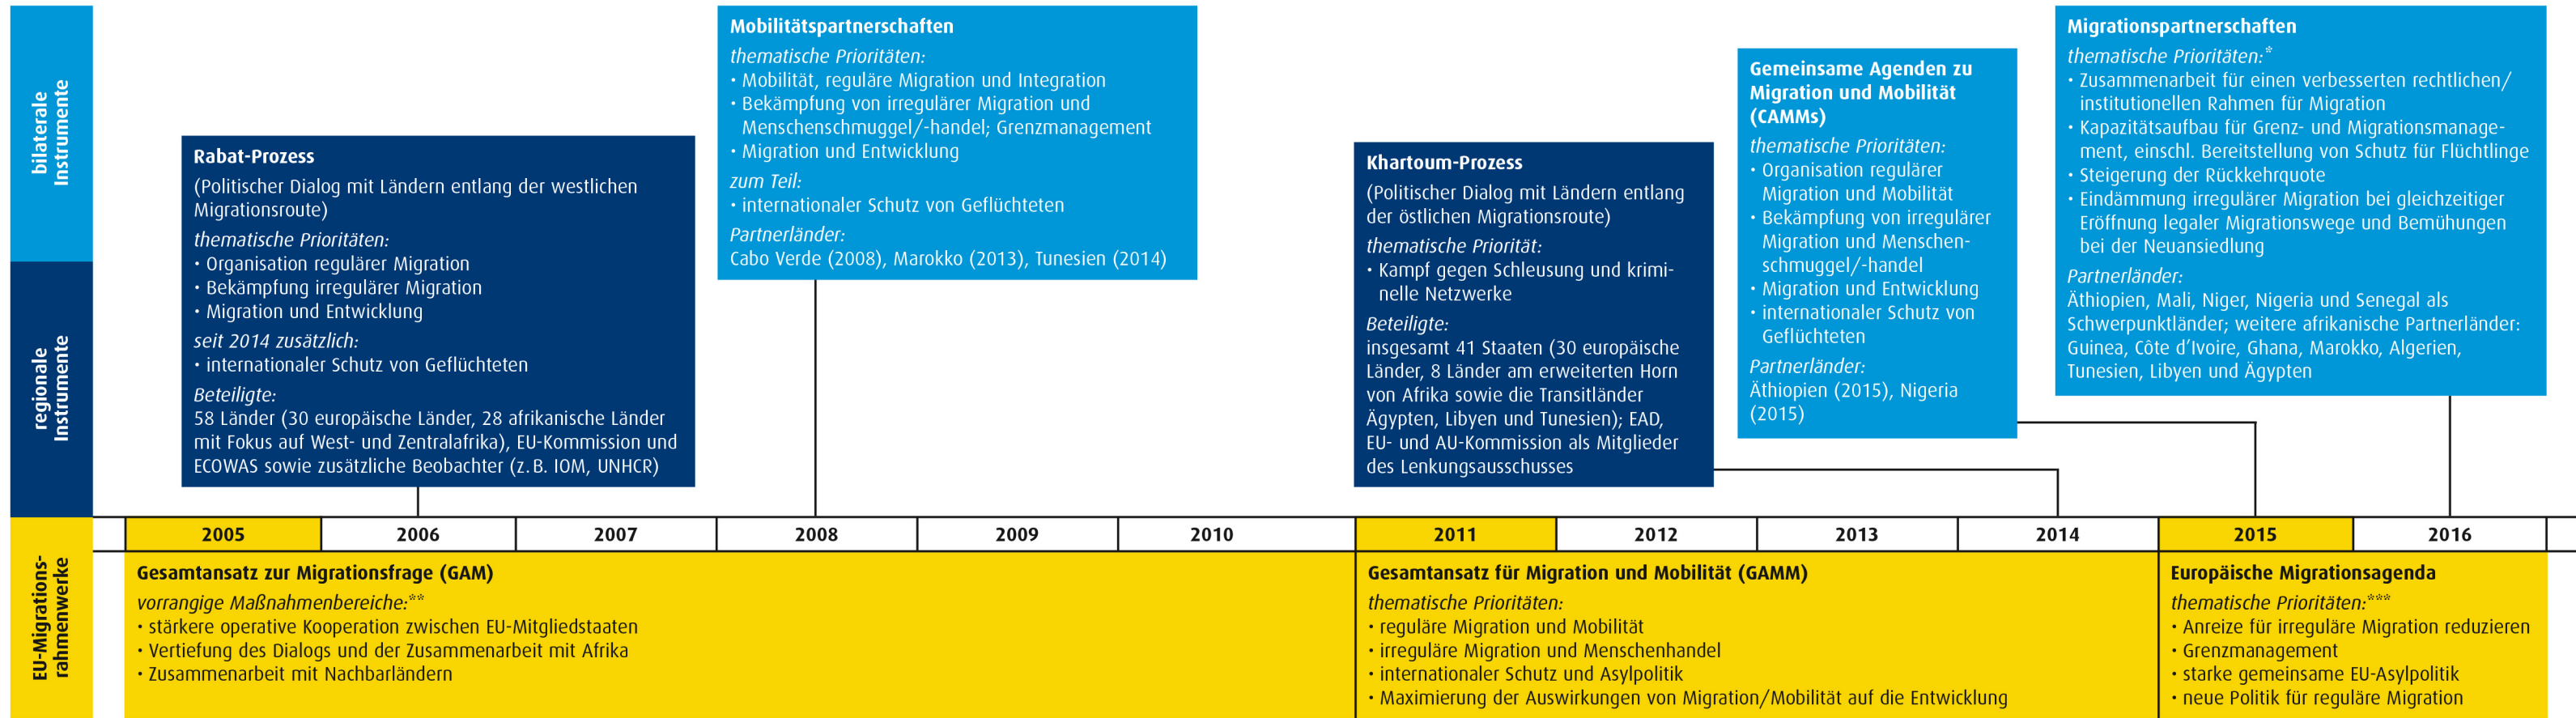 bilaterale
Instrumente
regionale
Instrumente
EU-Migrations-
rahmenwerke
Rabat-Prozess
(Politischer Dialog mit Ländern entlang der westlichen
Migrationsroute)
thematische Prioritäten:
· Organisation regulärer Migration
· Bekämpfung irregulärer Migration
· Migration und Entwicklung
seit 2014 zusätzlich:
· internationaler Schutz von Geflüchteten
Beteiligte:
58 Länder (30 europäische Länder, 28 afrikanische Länder
mit Fokus auf West- und Zentralafrika), EU-Kommission und
ECOWAS sowie zusätzliche Beobachter (z. B. IOM, UNHCR)
Mobilitätspartnerschaften
thematische Prioritäten:
· Mobilität, reguläre Migration und Integration
· Bekämpfung von irregulärer Migration und
Menschenschmuggel/-handel; Grenzmanagement
· Migration und Entwicklung
zum Teil:
· internationaler Schutz von Geflüchteten
Partnerländer:
Cabo Verde (2008), Marokko (2013), Tunesien (2014)
Khartoum-Prozess
(Politischer Dialog mit Ländern entlang
der östlichen Migrationsroute)
thematische Priorität:
· Kampf gegen Schleusung und krimi-
nelle Netzwerke
Beteiligte:
insgesamt 41 Staaten (30 europäische
Länder, 8 Länder am erweiterten Horn
von Afrika sowie die Transitländer
Ägypten, Libyen und Tunesien); EAD,
EU- und AU-Kommission als Mitglieder
des Lenkungsausschusses
Gemeinsame Agenden zu
Migration und Mobilität
(CAMMs)
thematische Prioritäten:
· Organisation regulärer
Migration und Mobilität
· Bekämpfung von irregulärer
Migration und Menschen-
schmuggel/-handel
· Migration und Entwicklung
· internationaler Schutz von
Geflüchteten
Partnerländer:
Äthiopien (2015), Nigeria
(2015)
Migrationspartnerschaften
thematische Prioritäten:*
· Zusammenarbeit für einen verbesserten rechtlichen/
institutionellen Rahmen für Migration
· Kapazitätsaufbau für Grenz- und Migrationsmanage-
ment, einschl. Bereitstellung von Schutz für Flüchtlinge
· Steigerung der Rückkehrquote
· Eindämmung irregulärer Migration bei gleichzeitiger
Eröffnung legaler Migrationswege und Bemühungen
bei der Neuansiedlung
Partnerländer:
Äthiopien, Mali, Niger, Nigeria und Senegal als
Schwerpunktländer; weitere afrikanische Partnerländer:
Guinea, Côte d’Ivoire, Ghana, Marokko, Algerien,
Tunesien, Libyen und Ägypten
2005 2006 2007 2008 2009 2010 2011 2012 2013 2014 2015 2016
Gesamtansatz zur Migrationsfrage (GAM)
vorrangige Maßnahmenbereiche:**
· stärkere operative Kooperation zwischen EU-Mitgliedstaaten
· Vertiefung des Dialogs und der Zusammenarbeit mit Afrika
· Zusammenarbeit mit Nachbarländern
Gesamtansatz für Migration und Mobilität (GAMM)
thematische Prioritäten:
· reguläre Migration und Mobilität
· irreguläre Migration und Menschenhandel
· internationaler Schutz und Asylpolitik
· Maximierung der Auswirkungen von Migration/Mobilität auf die Entwicklung
Europäische Migrationsagenda
thematische Prioritäten:***
· Anreize für irreguläre Migration reduzieren
· Grenzmanagement
· starke gemeinsame EU-Asylpolitik
· neue Politik für reguläre Migration